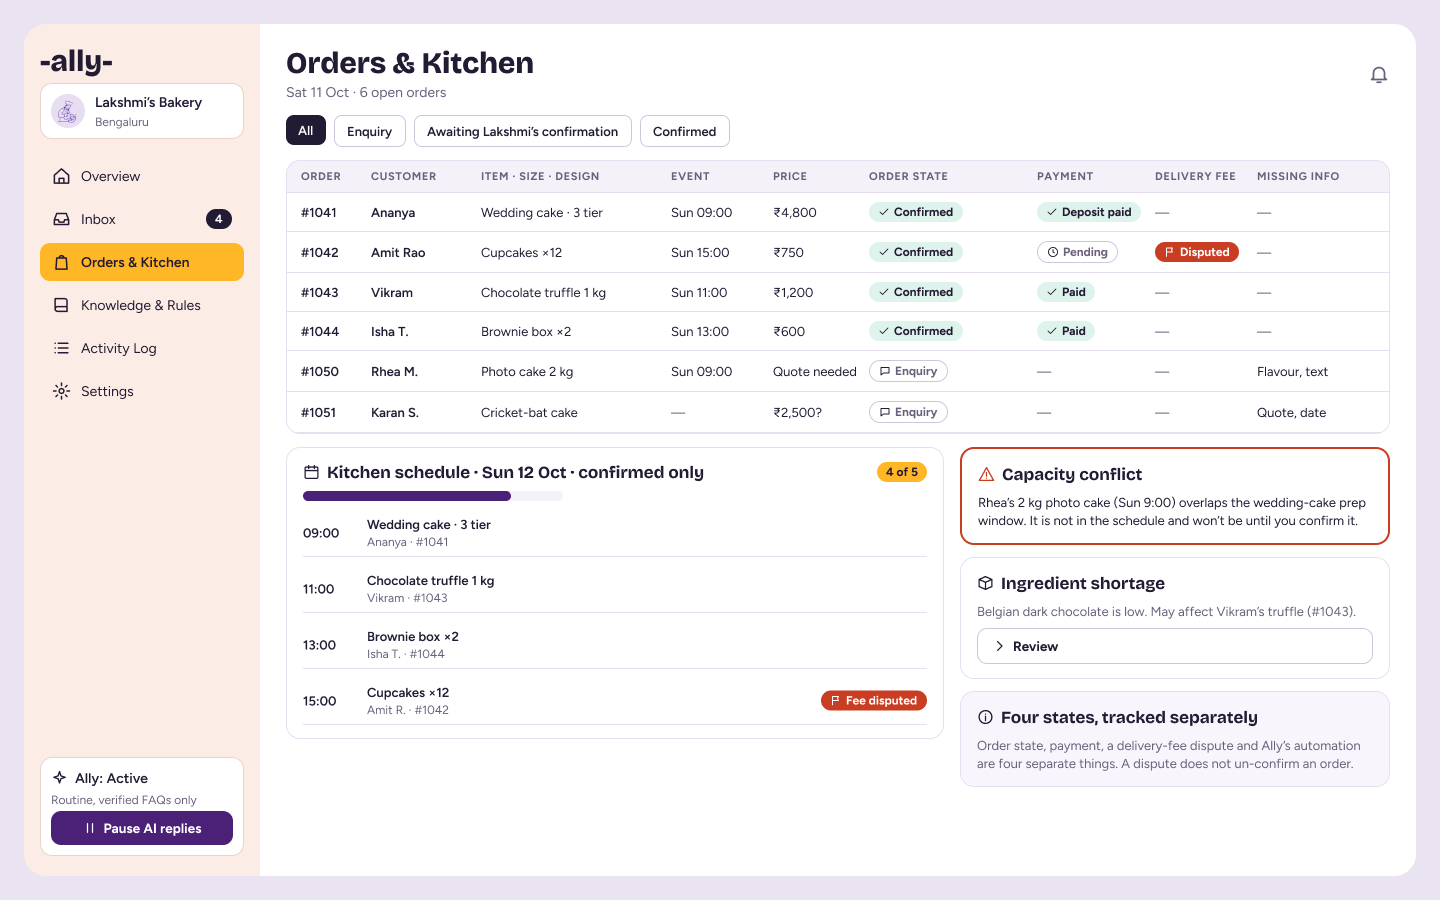 -ally-
Lakshmi’s Bakery
Bengaluru
Overview
Inbox 4
Orders & Kitchen
Knowledge & Rules
Activity Log
Settings
Ally: Active
Routine, verified FAQs only
Pause AI replies
Orders & Kitchen
Sat 11 Oct · 6 open orders
All Enquiry Awaiting Lakshmi’s confirmation Confirmed
ORDER CUSTOMER ITEM · SIZE · DESIGN EVENT PRICE ORDER STATE PAYMENT DELIVERY FEE MISSING INFO
#1041 Ananya Wedding cake · 3 tier Sun 09:00 ₹4,800 Confirmed Deposit paid — —
#1042 Amit Rao Cupcakes ×12 Sun 15:00 ₹750 Confirmed Pending Disputed —
#1043 Vikram Chocolate truffle 1 kg Sun 11:00 ₹1,200 Confirmed Paid — —
#1044 Isha T. Brownie box ×2 Sun 13:00 ₹600 Confirmed Paid — —
#1050 Rhea M. Photo cake 2 kg Sun 09:00 Quote needed Enquiry — — Flavour, text
#1051 Karan S. Cricket-bat cake — ₹2,500? Enquiry — — Quote, date
Kitchen schedule · Sun 12 Oct · confirmed only 4 of 5
09:00 Wedding cake · 3 tier
Ananya · #1041
11:00 Chocolate truffle 1 kg
Vikram · #1043
13:00 Brownie box ×2
Isha T. · #1044
15:00 Cupcakes ×12
Amit R. · #1042
Fee disputed
Capacity conflict
Rhea’s 2 kg photo cake (Sun 9:00) overlaps the wedding-cake prep
window. It is not in the schedule and won’t be until you confirm it.
Ingredient shortage
Belgian dark chocolate is low. May affect Vikram’s truffle (#1043).
Review
Four states, tracked separately
Order state, payment, a delivery-fee dispute and Ally’s automation
are four separate things. A dispute does not un-confirm an order.